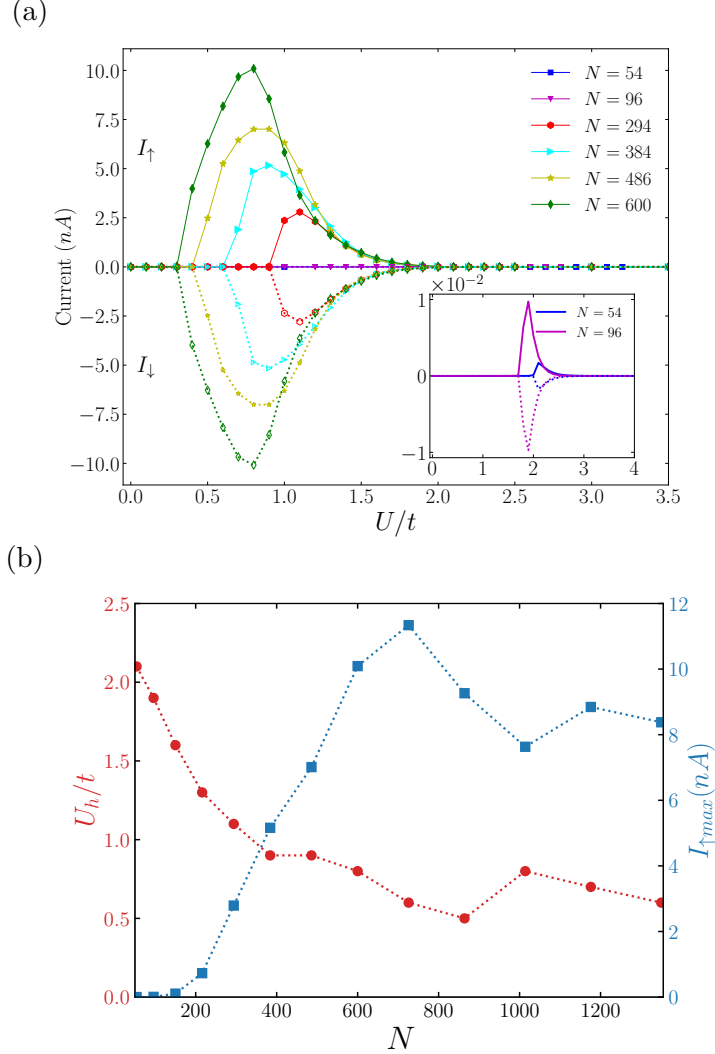 (a)
10.0
7.5
5.0
2.5
0.0
−2.5
−5.0
−7.5
−10.0
Current (nA)
I↑
I↓
N = 54
N = 96
N = 294
N = 384
N = 486
N = 600
×10⁻²
1
0
−1
N = 54
N = 96
0 1 2 3 4
0.0 0.5 1.0 1.5 2.0 2.5 3.0 3.5
U/t
(b)
2.5
2.0
1.5
1.0
0.5
0.0
U_h/t
12
10
8
6
4
2
0
I↑max(nA)
200 400 600 800 1000 1200
N